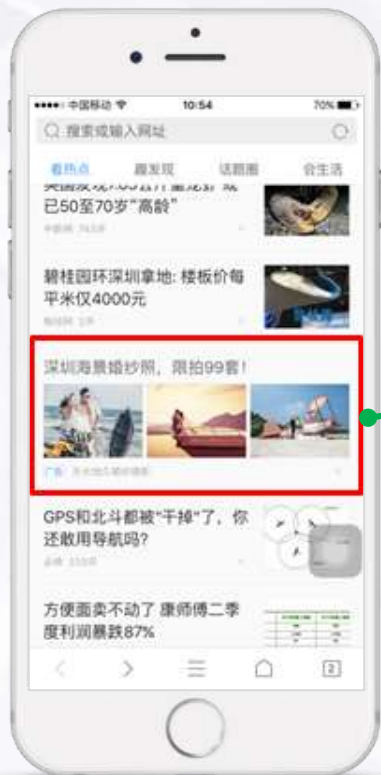 中国移动
10:54
70%
搜索或输入网址
看热点
趣发现
话题圈
会生活
已50至70岁“高龄”
碧桂园环深圳拿地: 楼板价每
平米仅4000元
深圳海景婚纱照，限拍99套！
广告
GPS和北斗都被“干掉”了，你
还敢用导航吗？
方便面卖不动了 康师傅二季
度利润暴跌87%
2